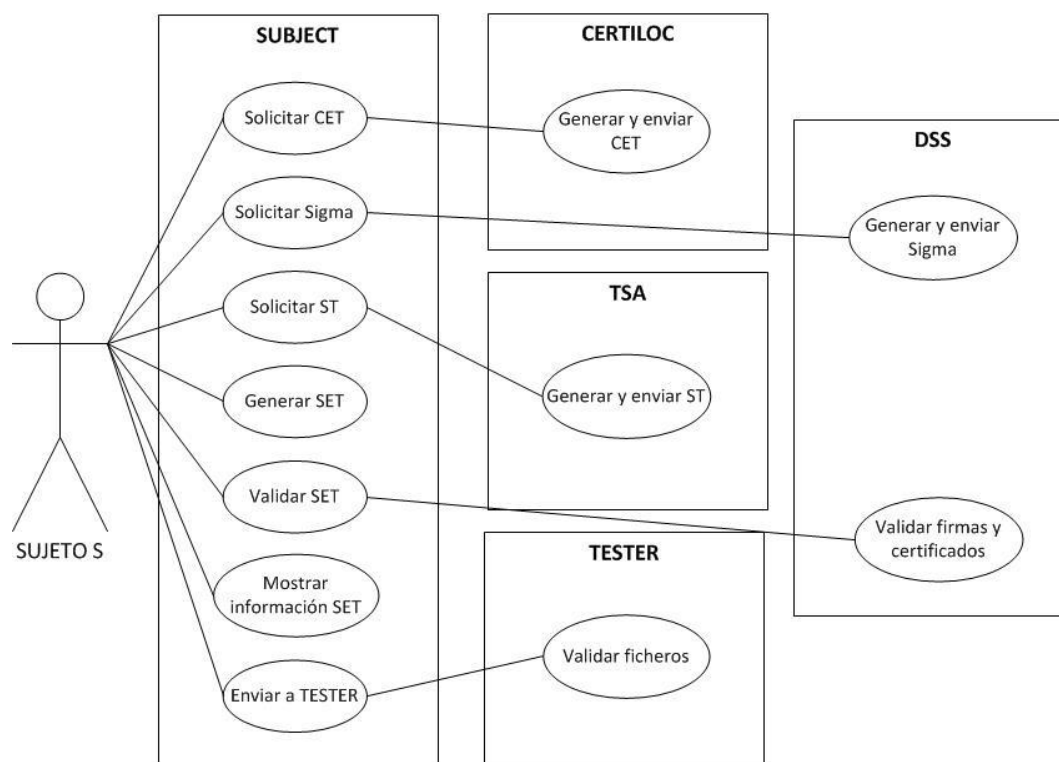 SUBJECT
Solicitar CET
Solicitar Sigma
Solicitar ST
Generar SET
Validar SET
Mostrar
información SET
Enviar a TESTER
SUJETO S
CERTILOC
Generar y enviar
CET
TSA
Generar y enviar ST
TESTER
Validar ficheros
DSS
Generar y enviar
Sigma
Validar firmas y
certificados